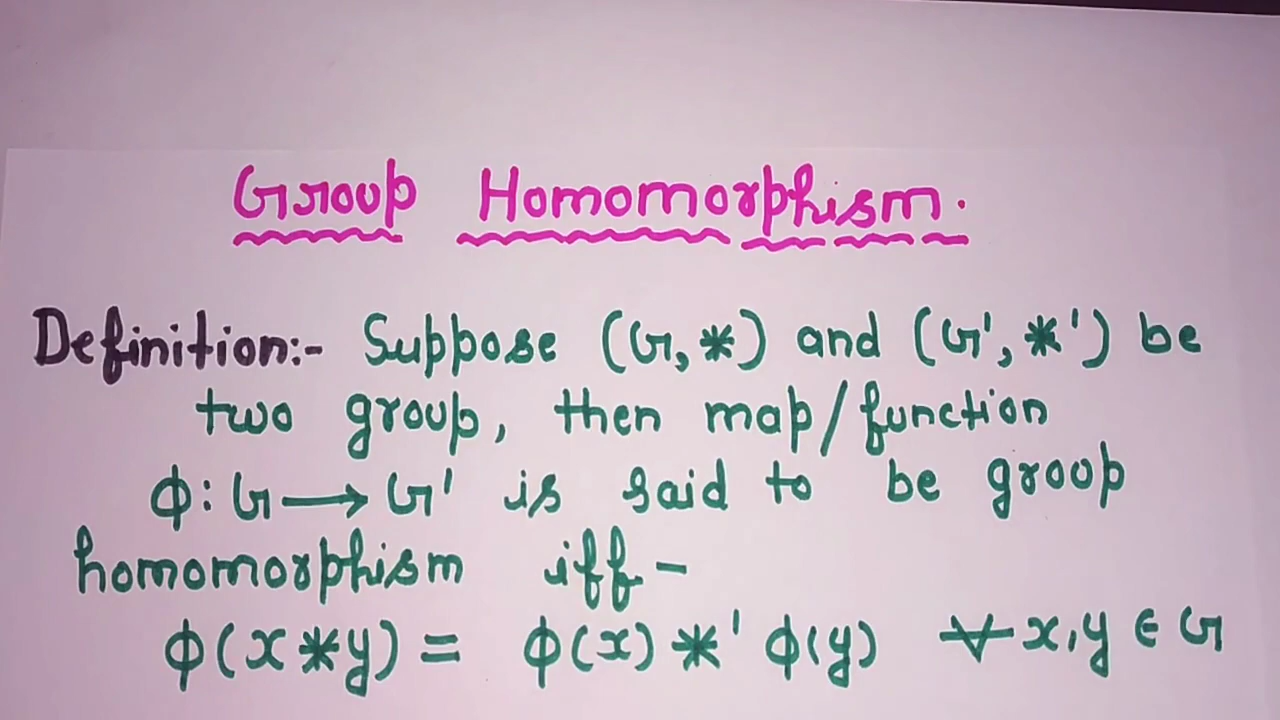 Group Homomorphism.
Definition:- Suppose (G, *) and (G', *') be
two group, then map/function
ϕ: G ⟶ G' is said to be group
homomorphism iff -
ϕ(x * y) = ϕ(x) *' ϕ(y) ∀ x, y ∈ G